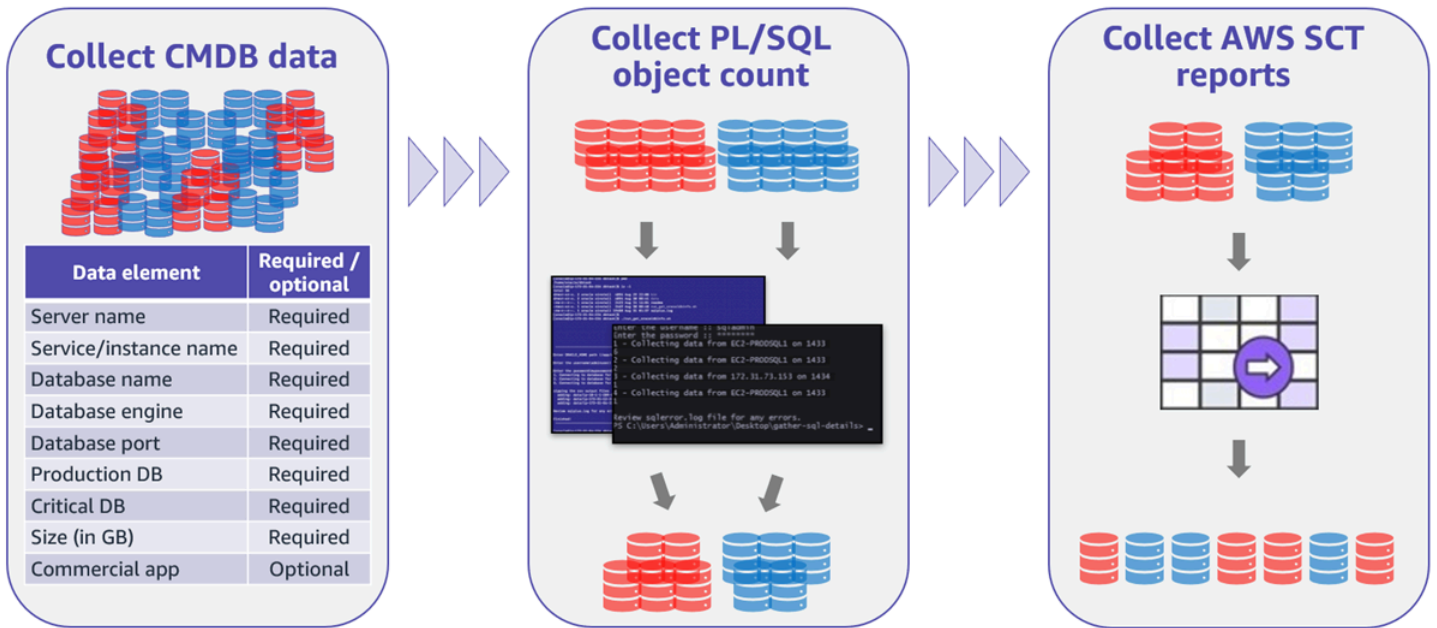 Collect CMDB data
Data element
Required /
optional
Server name Required
Service/instance name Required
Database name Required
Database engine Required
Database port Required
Production DB Required
Critical DB Required
Size (in GB) Required
Commercial app Optional
Collect PL/SQL
object count
Enter the username :: sqladmin
Enter the password :: ********
1 - Collecting data from EC2-PRODSQL1 on 1433
2 - Collecting data from EC2-PRODSQL1 on 1433
3 - Collecting data from 172.31.73.153 on 1434
4 - Collecting data from EC2-PRODSQL1 on 1433
Review sqlerror.log file for any errors.
PS C:\Users\Administrator\Desktop\gather-sql-details>
Collect AWS SCT
reports